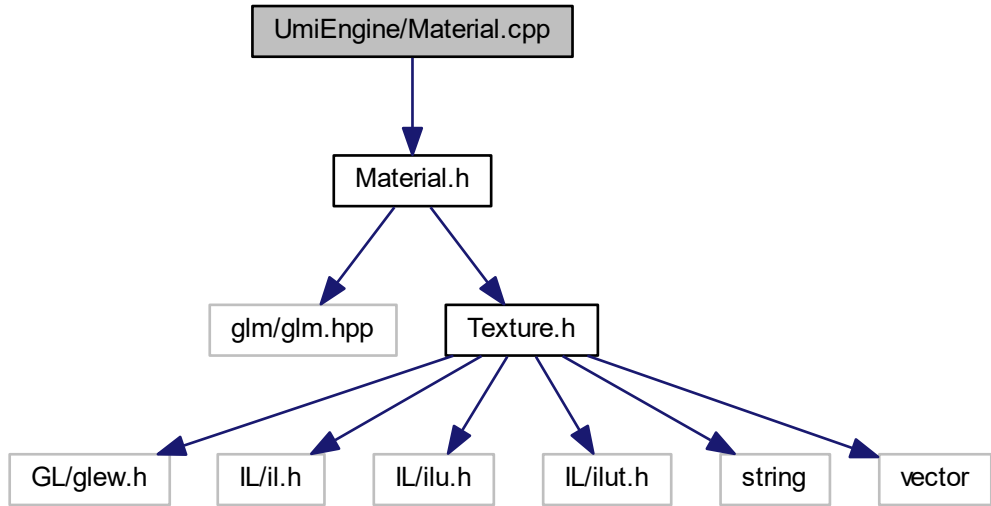 UmiEngine/Material.cpp
Material.h
glm/glm.hpp
Texture.h
GL/glew.h
IL/il.h
IL/ilu.h
IL/ilut.h
string
vector